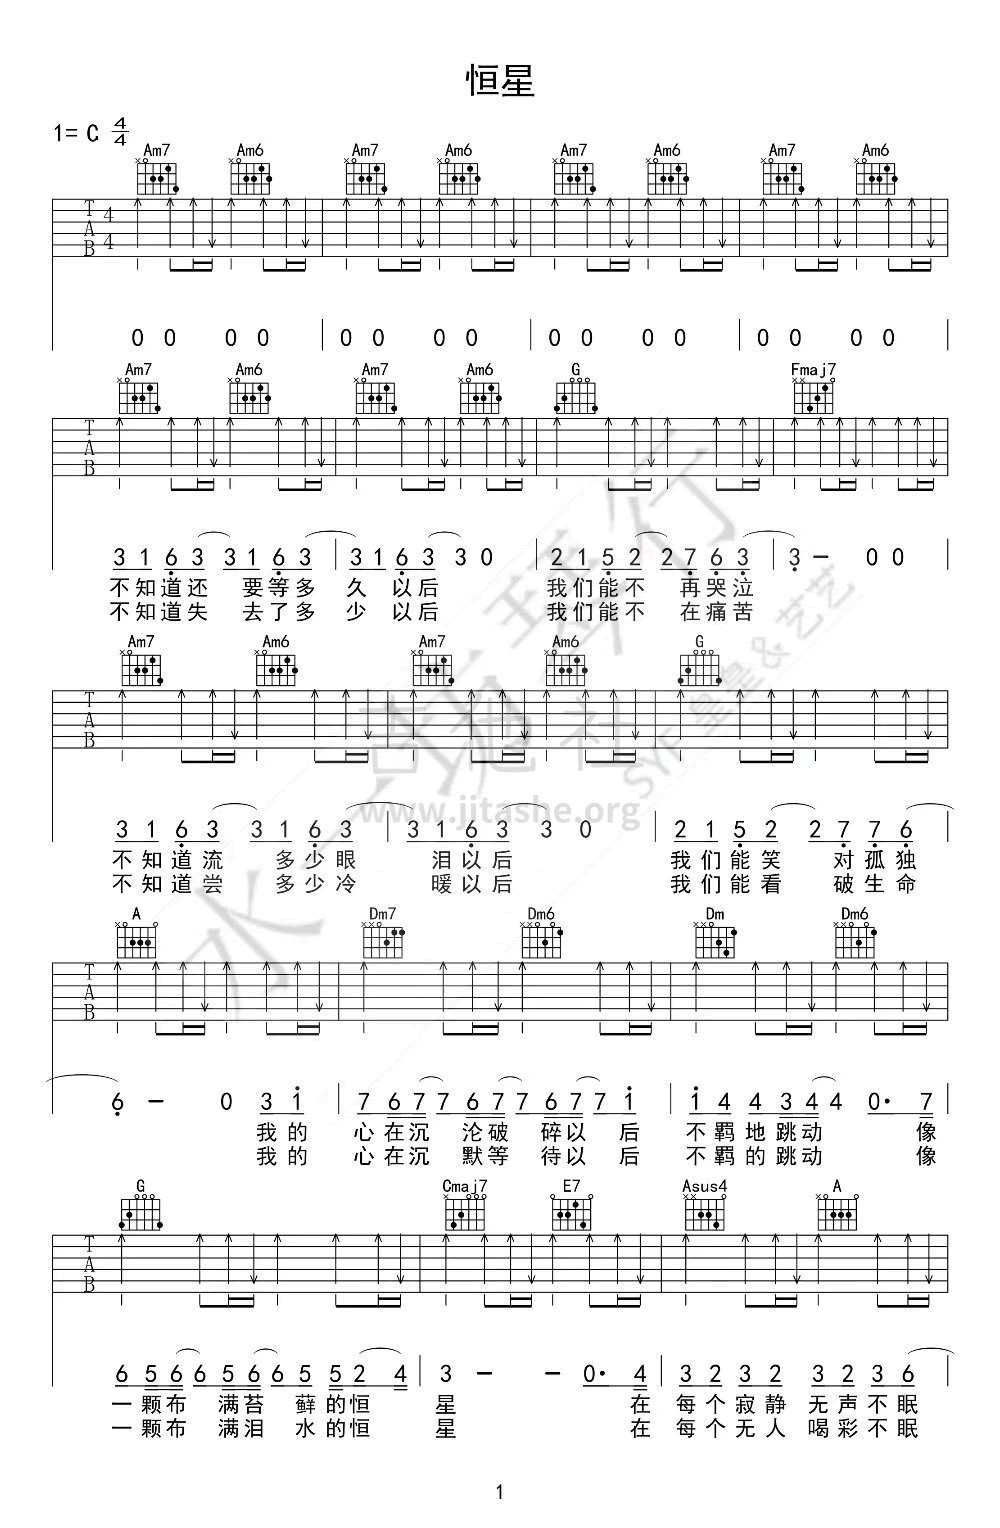 恒星
1= C 4/4
Am7 Am6 Am7 Am6 Am7 Am6 Am7 Am6
T A B 4 4
0 0 0 0 0 0 0 0 0 0 0 0 0 0 0 0
Am7 Am6 Am7 Am6 G Fmaj7
T A B
3 1 6 3 3 1 6 3 3 1 6 3 3 0 2 1 5 2 2 7 6 3 3 - 0 0
不知道还 要等多 久 以后 我们能不 再哭泣
不知道失 去了多 少 以后 我们能不 在痛苦
Am7 Am6 Am7 Am6 G
T A B
3 1 6 3 3 1 6 3 3 1 6 3 3 0 2 1 5 2 2 7 7 6
不知道流 多少眼 泪以后 我们能笑 对孤独
不知道尝 多少冷 暖以后 我们能看 破生命
A Dm7 Dm6 Dm Dm6
T A B
6 - 0 3 1 7 6 7 7 6 7 7 6 7 7 1 1 4 4 3 4 4 0· 7
我的 心在沉 沦破 碎以 后 不羁地跳动 像
我的 心在沉 默等 待以 后 不羁的跳动 像
G Cmaj7 E7 Asus4 A
T A B
6 5 6 6 5 6 6 5 5 2 4 3 - - 0· 4 3 2 3 2 3 2 3 6
一颗布 满苔 藓的恒 星 在 每个寂静 无声不眠
一颗布 满泪 水的恒 星 在 每个无人 喝彩不眠
水一琴行
吉他社
www.jitashe.org
SYF 皇皇&艺艺
1